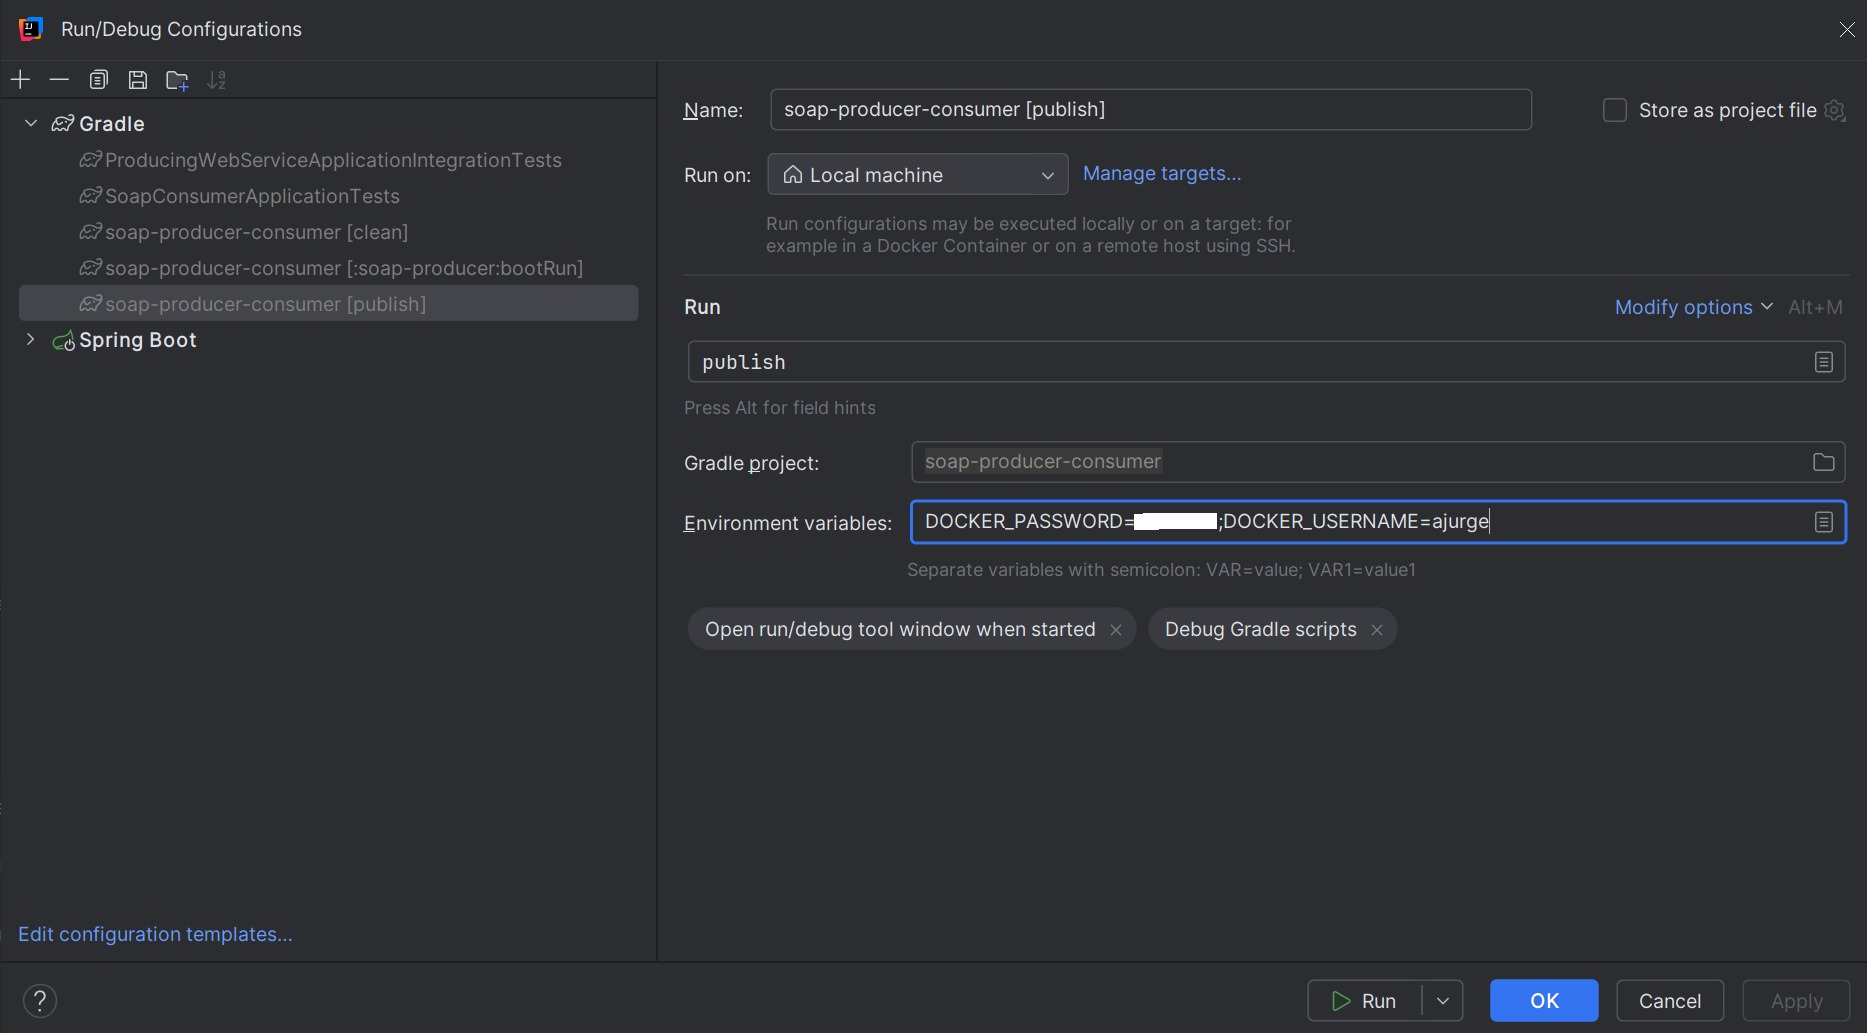 Run/Debug Configurations
Gradle
ProducingWebServiceApplicationIntegrationTests
SoapConsumerApplicationTests
soap-producer-consumer [clean]
soap-producer-consumer [:soap-producer:bootRun]
soap-producer-consumer [publish]
Spring Boot
Edit configuration templates...
Name: soap-producer-consumer [publish] Store as project file
Run on: Local machine Manage targets...
Run configurations may be executed locally or on a target: for
example in a Docker Container or on a remote host using SSH.
Run Modify options Alt+M
publish
Press Alt for field hints
Gradle project: soap-producer-consumer
Environment variables: DOCKER_PASSWORD= ;DOCKER_USERNAME=ajurge
Separate variables with semicolon: VAR=value; VAR1=value1
Open run/debug tool window when started × Debug Gradle scripts ×
? Run OK Cancel Apply